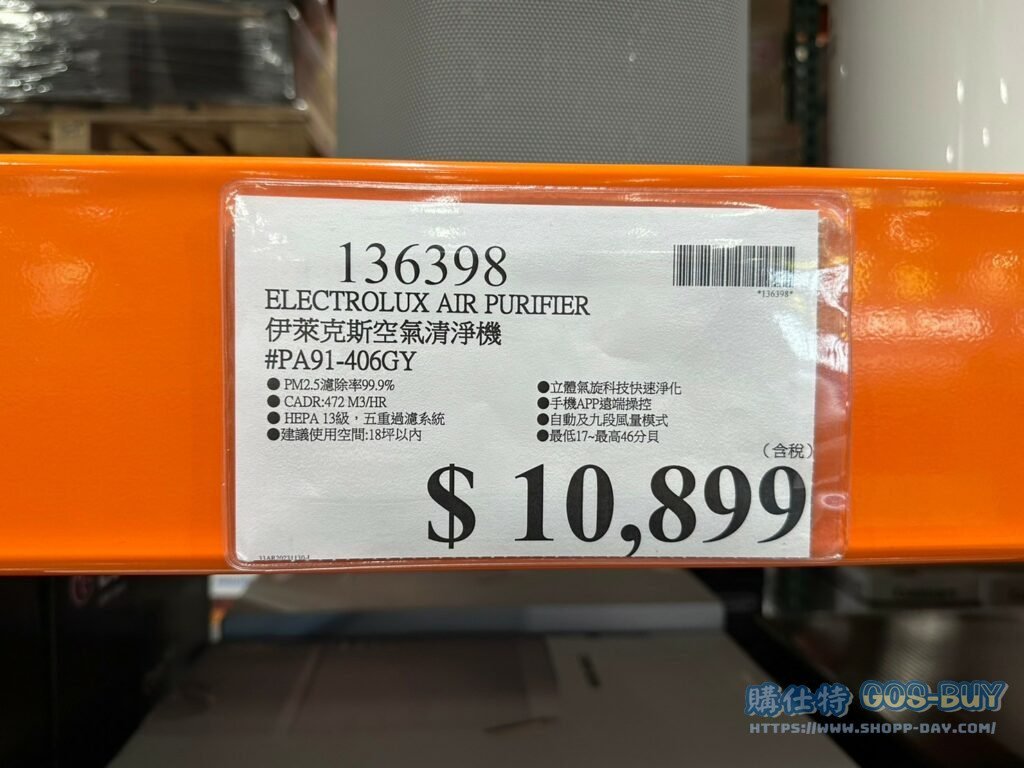 136398
*136398*
ELECTROLUX AIR PURIFIER
伊萊克斯空氣清淨機
#PA91-406GY
● PM2.5濾除率99.9%
● CADR:472 M3/HR
● HEPA 13級，五重過濾系統
●建議使用空間:18坪以內
●立體氣旋科技快速淨化
●手機APP遠端操控
●自動及九段風量模式
●最低17~最高46分貝
（含稅）
$ 10,899
購仕特 GOS-BUY
HTTPS://WWW.SHOPP-DAY.COM/